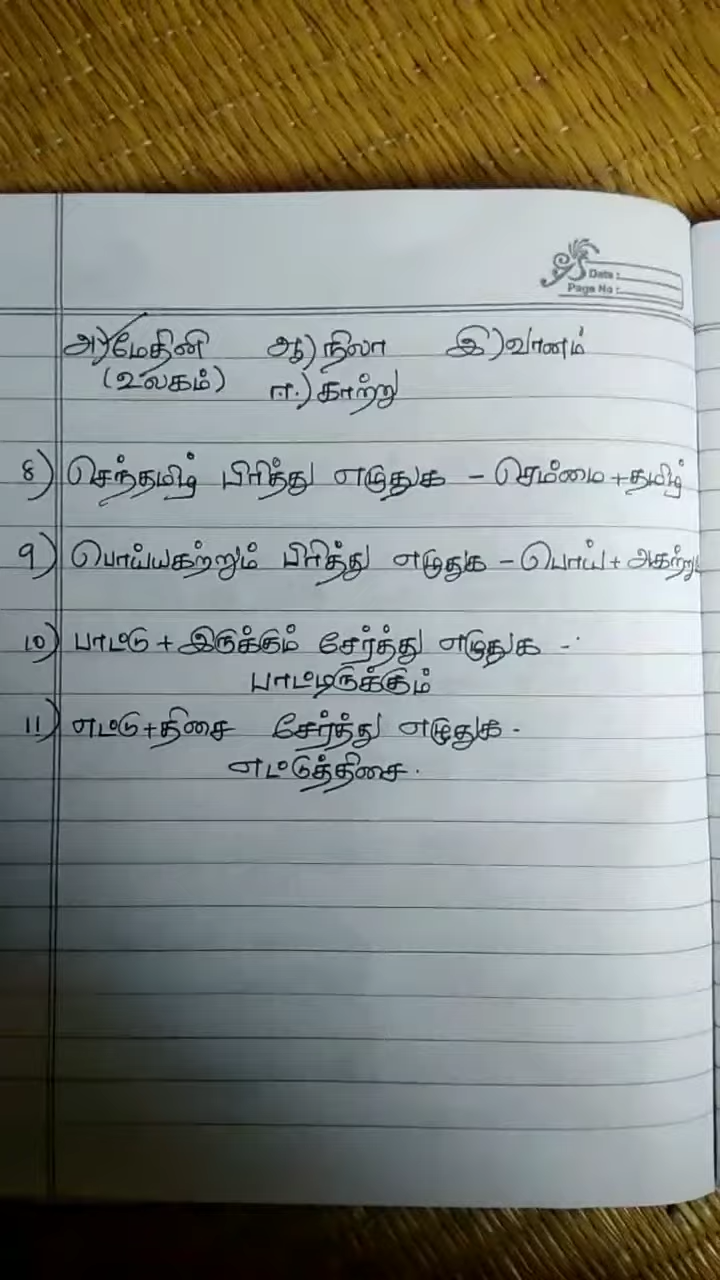 Date :
Page No :
அ) மேதினி ஆ) நிலா இ) வானம்
(உலகம்) ஈ) காற்று
8) செந்தமிழ் பிரித்து எழுதுக - செம்மை + தமிழ்
9) பொய்யகற்றும் பிரித்து எழுதுக - பொய் + அகற்று
10) பாட்டு + இருக்கும் சேர்த்து எழுதுக -
பாட்டிருக்கும்
11) எட்டு + திசை சேர்த்து எழுதுக -
எட்டுத்திசை.